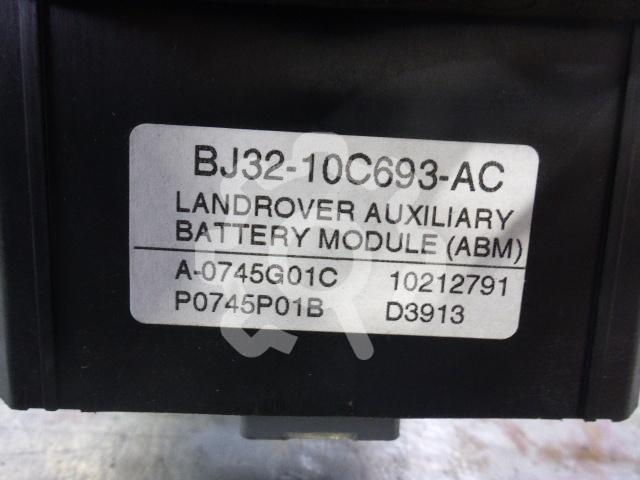 BJ32-10C693-AC
LANDROVER AUXILIARY
BATTERY MODULE (ABM)
A-0745G01C 10212791
P0745P01B D3913